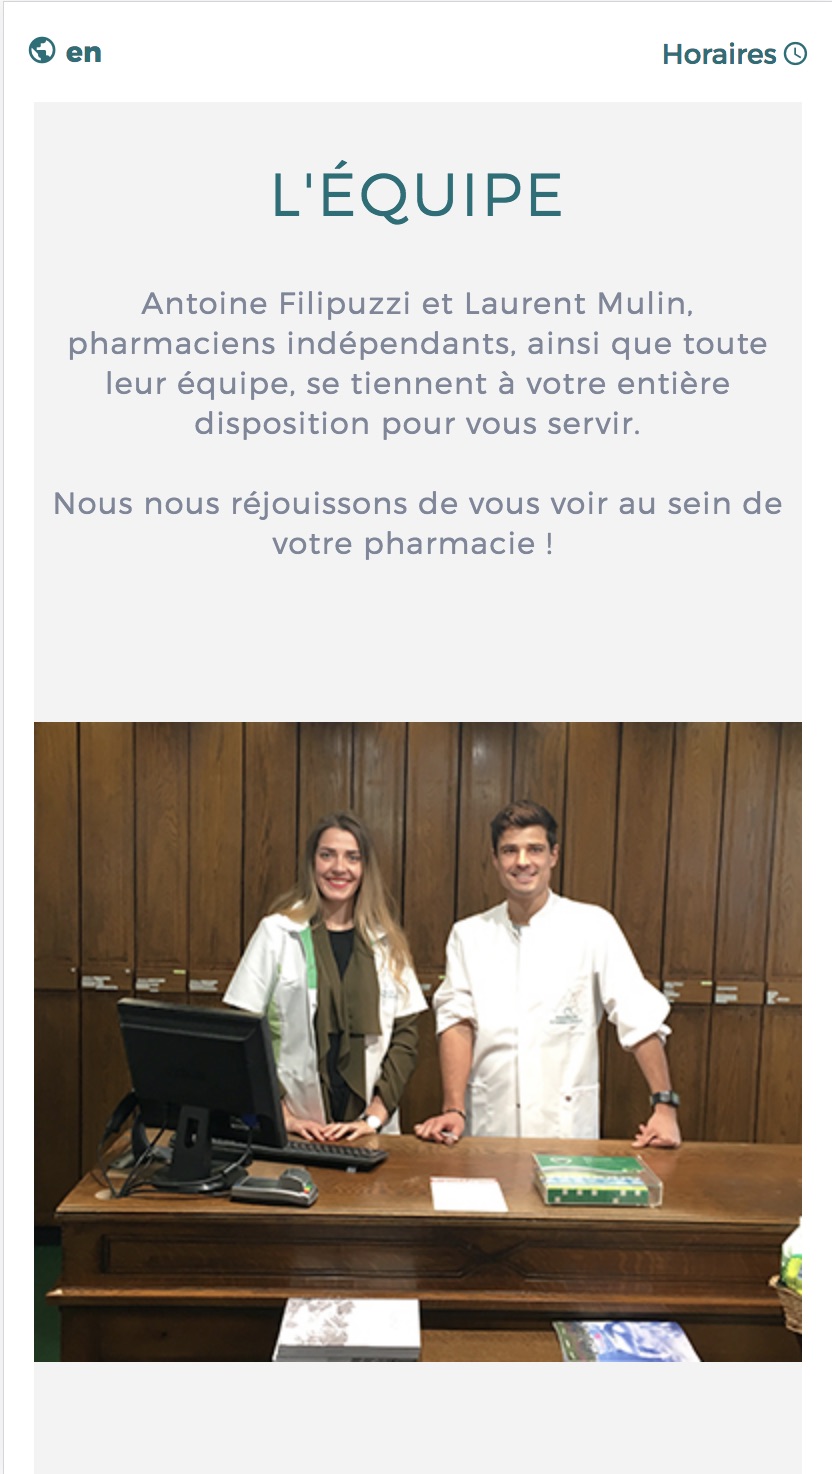 en
Horaires
L'ÉQUIPE
Antoine Filipuzzi et Laurent Mulin,
pharmaciens indépendants, ainsi que toute
leur équipe, se tiennent à votre entière
disposition pour vous servir.
Nous nous réjouissons de vous voir au sein de
votre pharmacie !